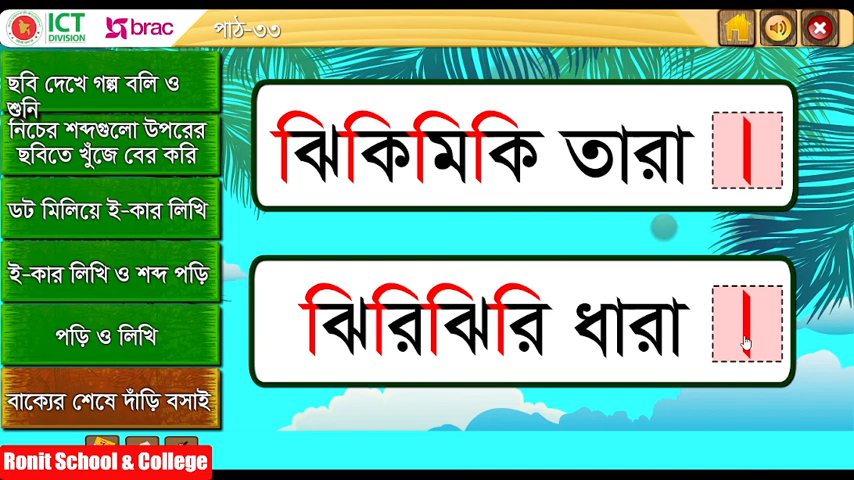 ICT
DIVISION
brac
পাঠ-৩৩
ছবি দেখে গল্প বলি ও
শুনি
নিচের শব্দগুলো উপরের
ছবিতে খুঁজে বের করি
ডট মিলিয়ে ই-কার লিখি
ই-কার লিখি ও শব্দ পড়ি
পড়ি ও লিখি
বাক্যের শেষে দাঁড়ি বসাই
ঝিকিমিকি তারা ।
ঝিরিঝিরি ধারা ।
Ronit School & College